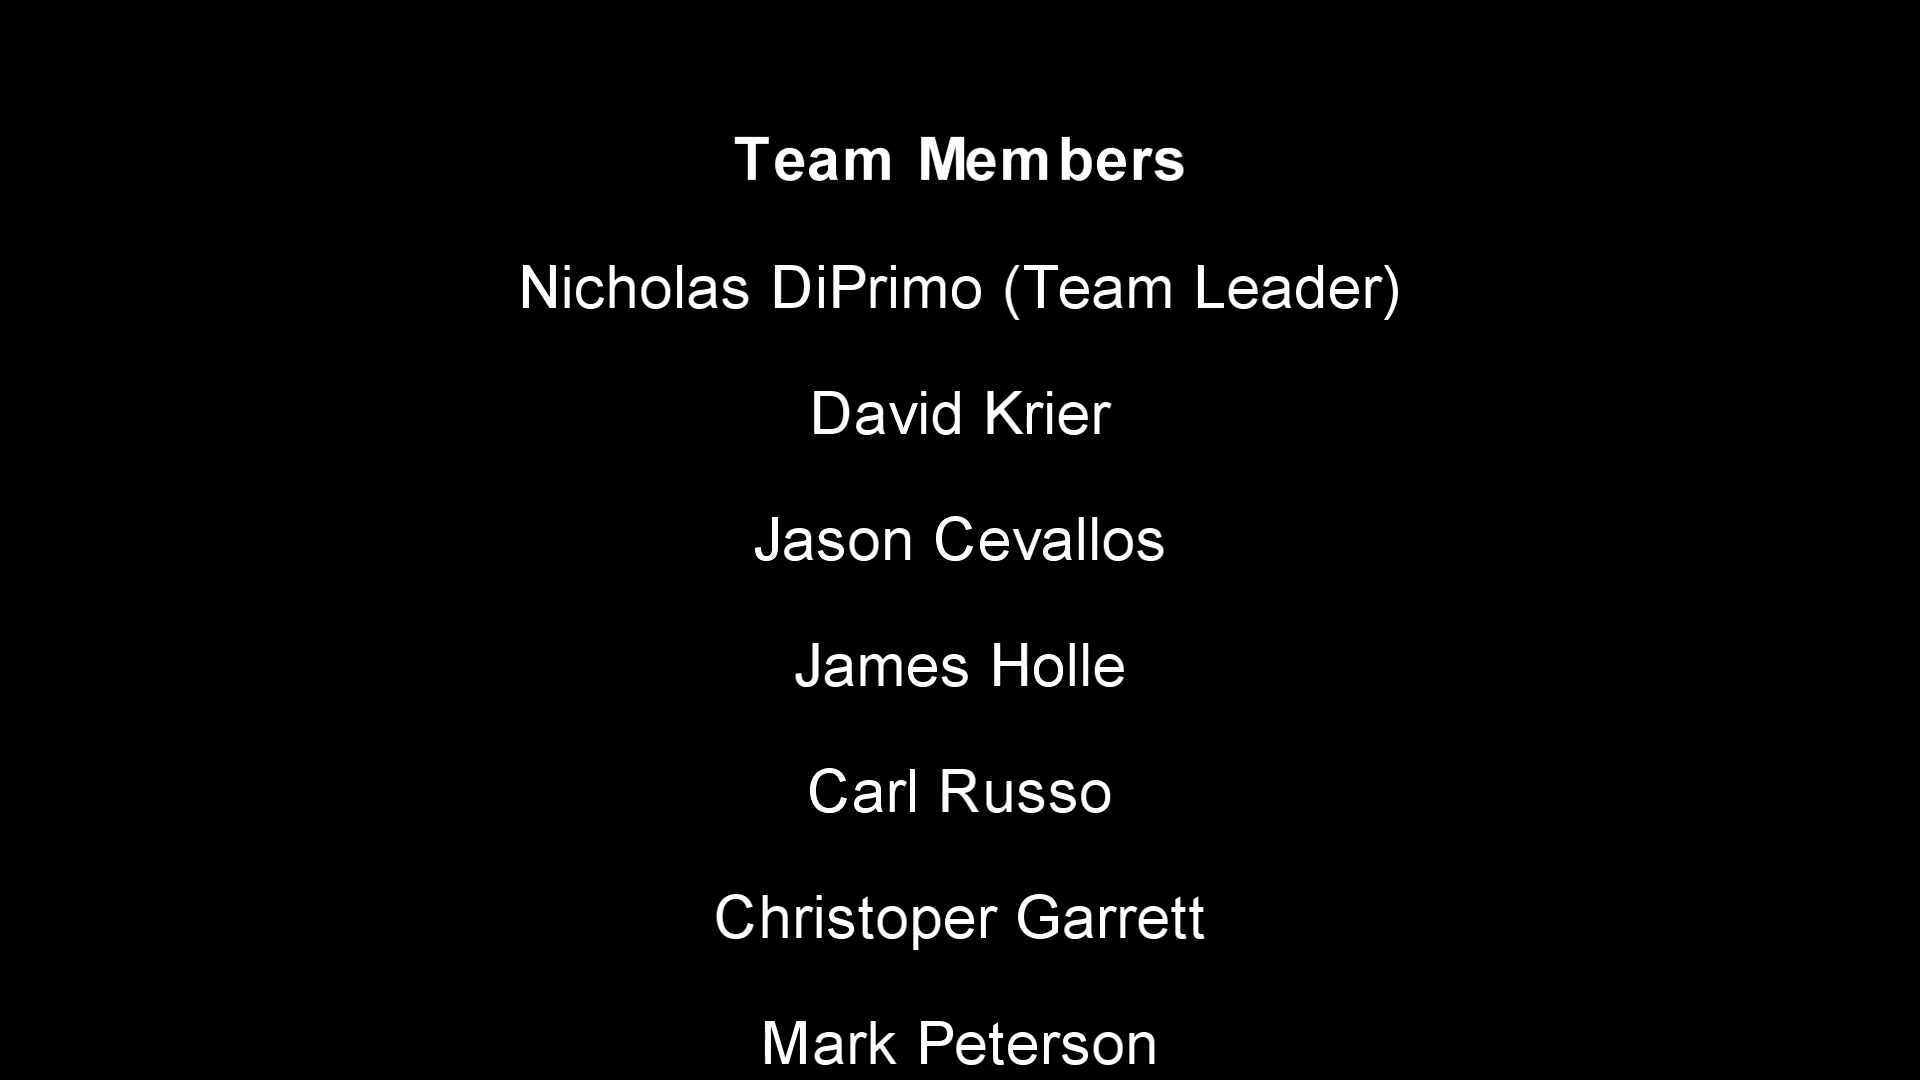 Team Members
Nicholas DiPrimo (Team Leader)
David Krier
Jason Cevallos
James Holle
Carl Russo
Christoper Garrett
Mark Peterson